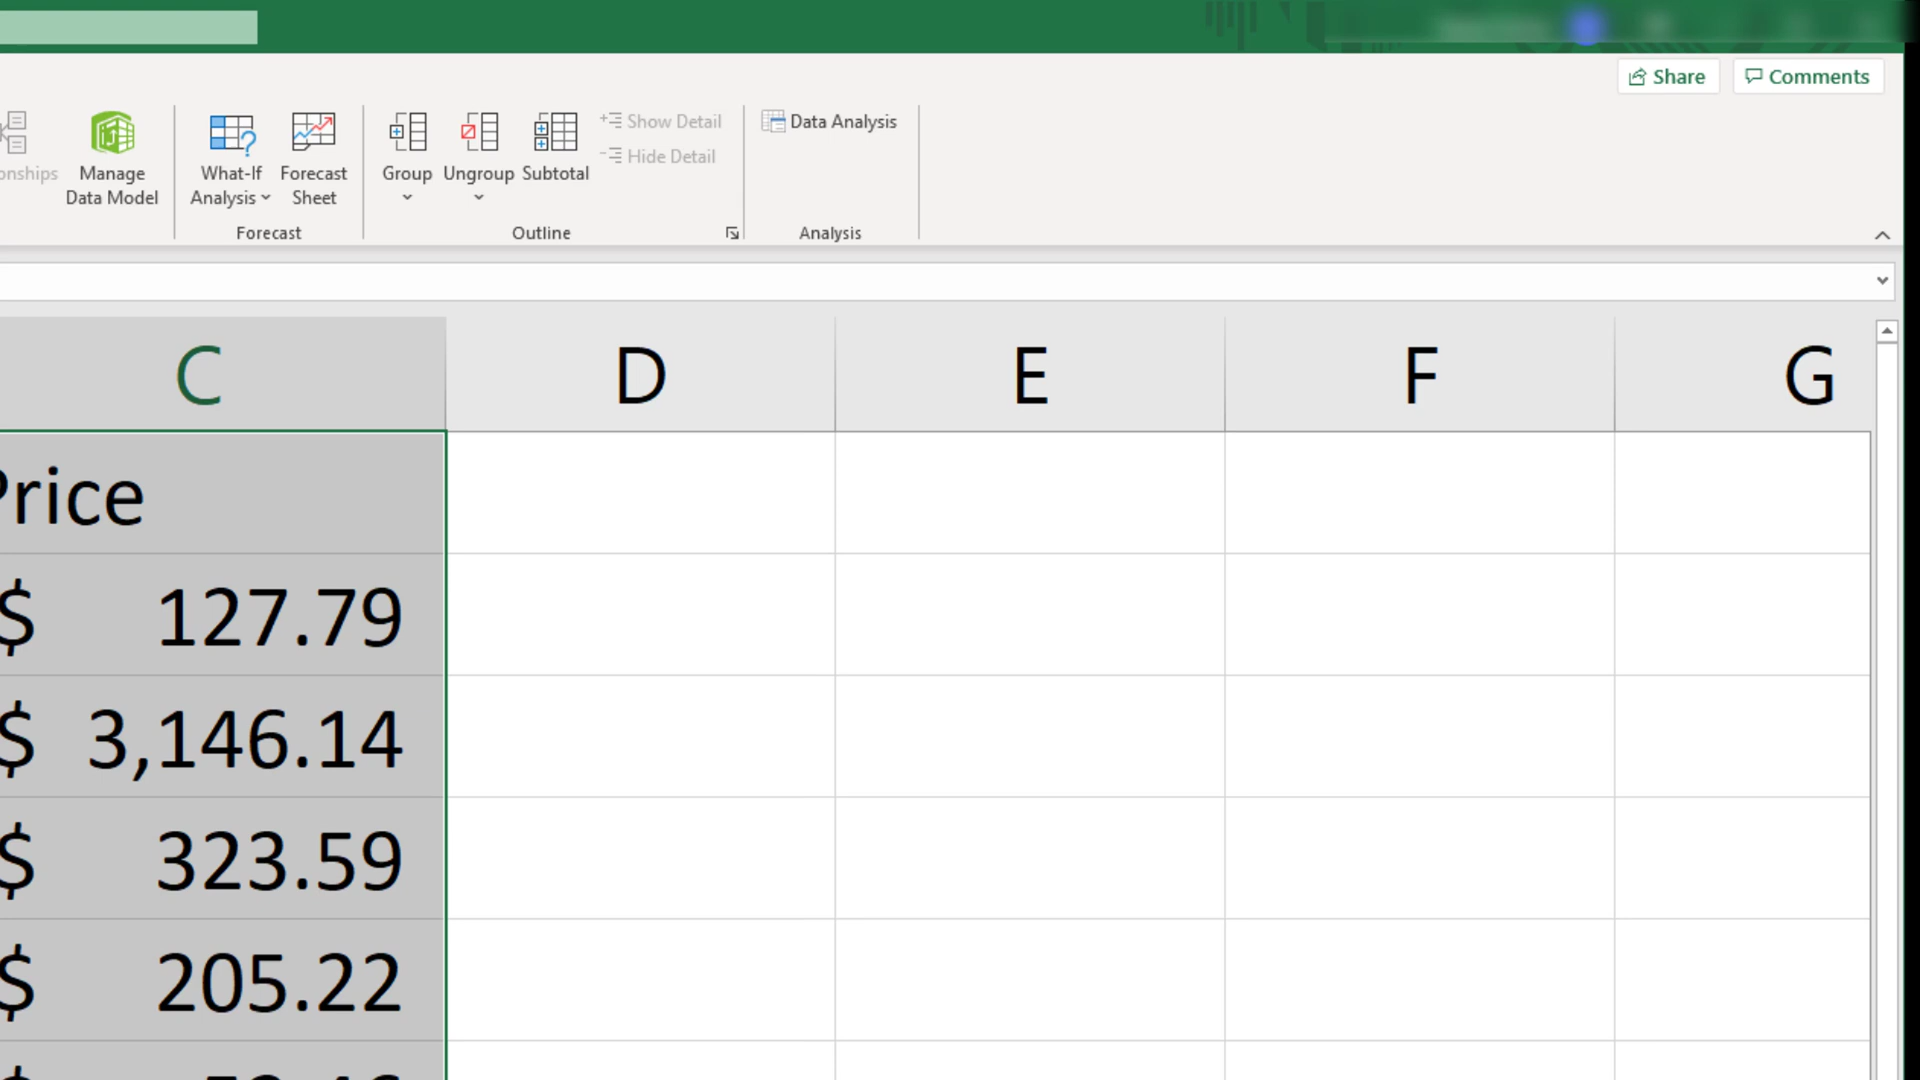 Share Comments
Manage
Data Model
What-If
Analysis
Forecast
Sheet
Forecast
Group
Ungroup
Subtotal
Show Detail
Hide Detail
Outline
Data Analysis
Analysis
C D E F G
Price
$ 127.79
$ 3,146.14
$ 323.59
$ 205.22